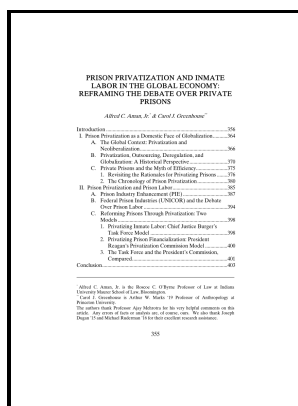 PRISON PRIVATIZATION AND INMATE
LABOR IN THE GLOBAL ECONOMY:
REFRAMING THE DEBATE OVER PRIVATE
PRISONS
Alfred C. Aman, Jr.* & Carol J. Greenhouse**
Introduction ................ 356
I. Prison Privatization as a Domestic Face of Globalization ................ 364
A. The Global Context: Privatization and
Neoliberalism ................ 366
B. Privatization, Outsourcing, Deregulation, and
Globalization: A Historical Perspective ................ 370
C. Private Prisons and the Myth of Efficiency ................ 375
1. Revisiting the Rationales for Privatizing Prisons ................ 376
2. The Chronology of Prison Privatization ................ 380
II. Prison Privatization and Prison Labor ................ 385
A. Prison Industry Enhancement (PIE) ................ 387
B. Federal Prison Industries (UNICOR) and the Debate
Over Prison Labor ................ 394
C. Reforming Prisons Through Privatization: Two
Models ................ 398
1. Privatizing Inmate Labor: Chief Justice Burger's
Task Force Model ................ 398
2. Privatizing Prison Financialization: President
Reagan's Privatization Commission Model ................ 400
3. The Task Force and the President's Commission,
Compared ................ 401
Conclusion ................ 403
* Alfred C. Aman, Jr. is the Roscoe C. O'Byrne Professor of Law at Indiana
University Maurer School of Law, Bloomington.
** Carol J. Greenhouse is Arthur W. Marks '19 Professor of Anthropology at
Princeton University.
The authors thank Professor Ajay Mehrotra for his very helpful comments on this
article. Any errors of facts or analysis are, of course, ours. We also thank Joseph
Dugan '15 and Michael Ruderman '16 for their excellent research assistance.
355